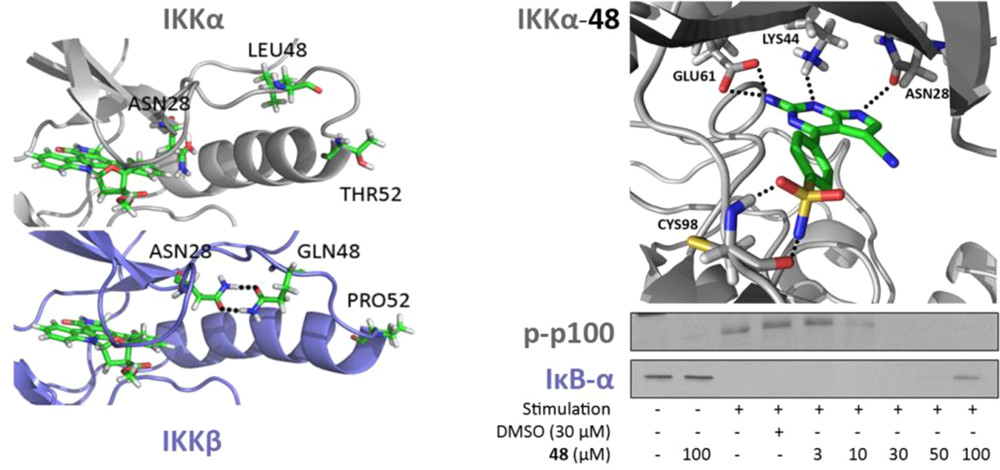 IKKα
LEU48
ASN28
THR52
ASN28
GLN48
PRO52
IKKβ
IKKα-48
LYS44
GLU61
ASN28
CYS98
p-p100
IκB-α
Stimulation - - + + + + + + +
DMSO (30 μM) + 
48 (μM) - 100 - - 3 10 30 50 100